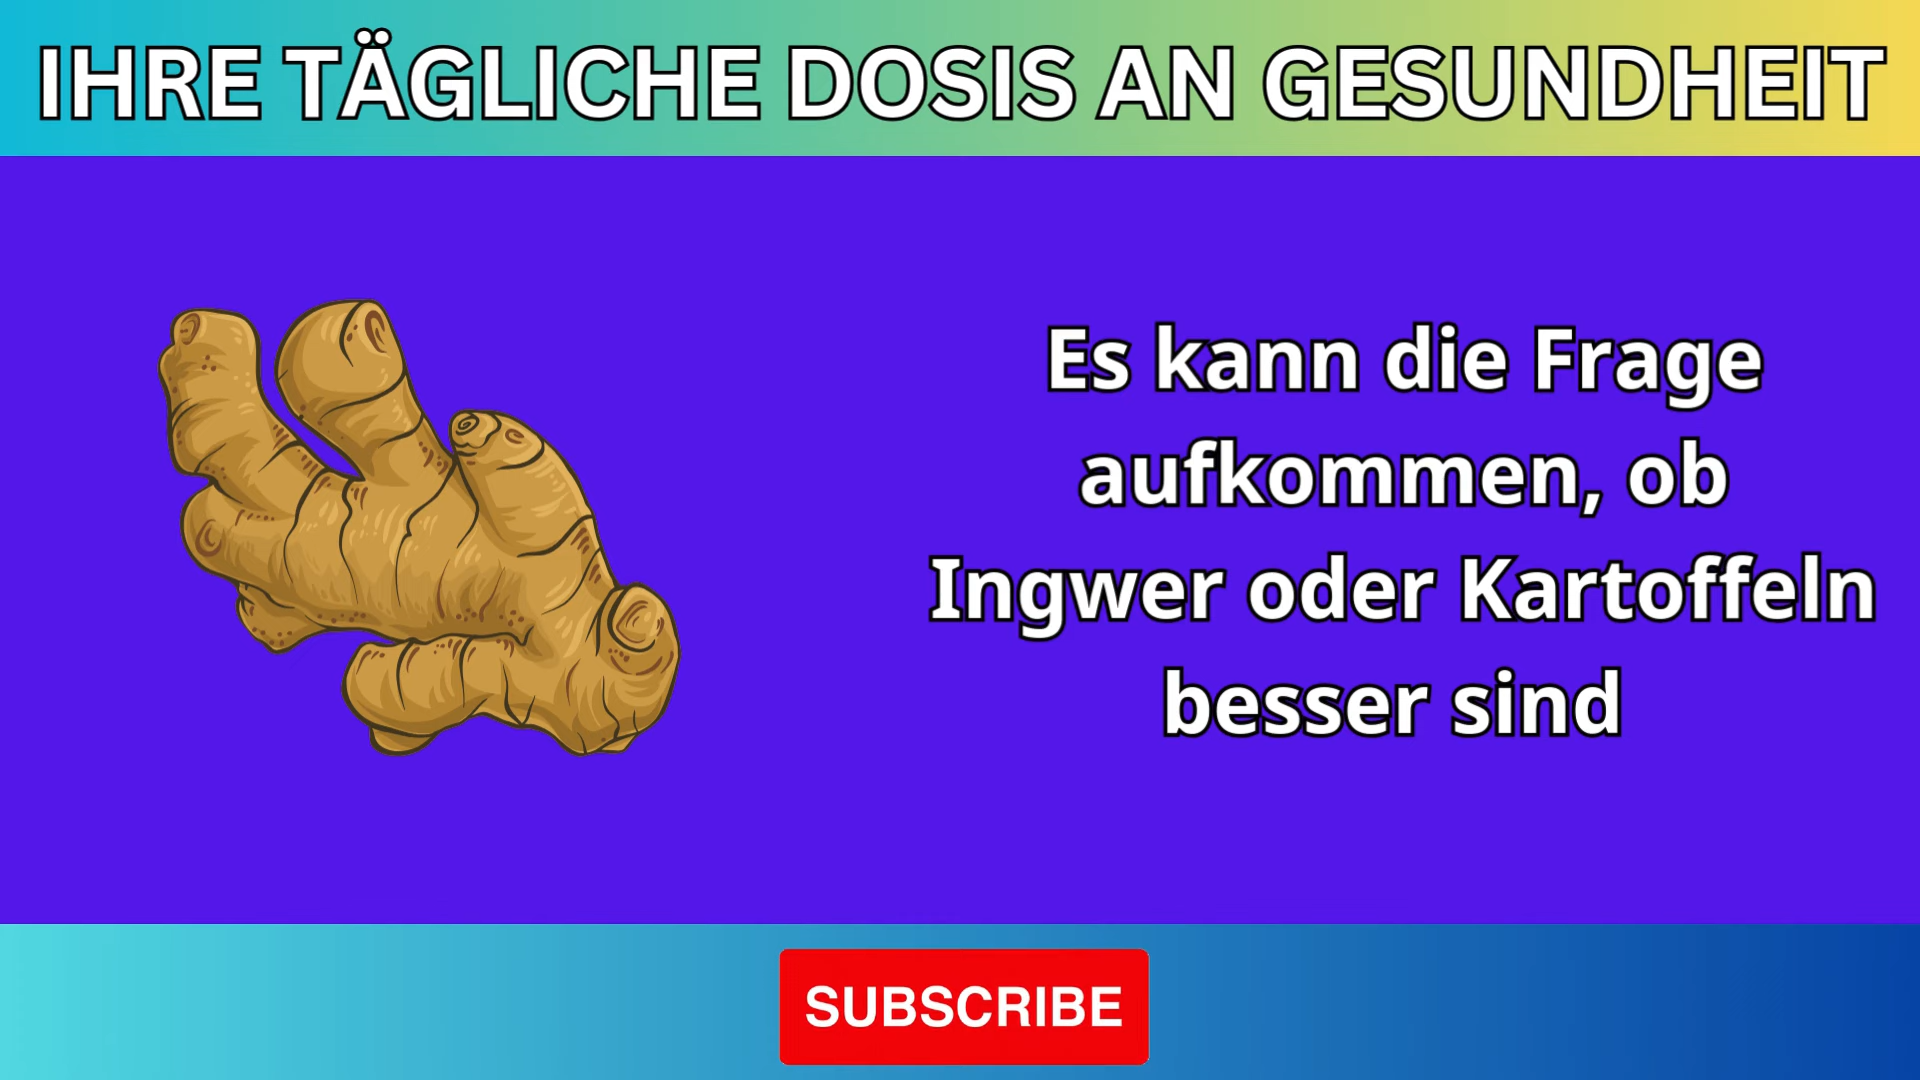 IHRE TÄGLICHE DOSIS AN GESUNDHEIT
Es kann die Frage
aufkommen, ob
Ingwer oder Kartoffeln
besser sind
SUBSCRIBE